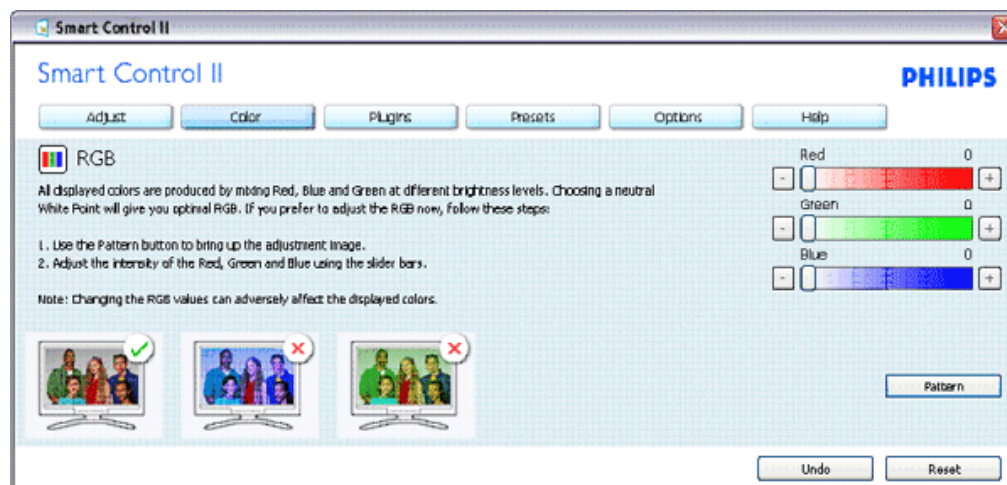 Smart Control II
Smart Control II
PHILIPS
Adjust Color Plugins Presets Options Help
RGB
All displayed colors are produced by mixing Red, Blue and Green at different brightness levels. Choosing a neutral
White Point will give you optimal RGB. If you prefer to adjust the RGB now, follow these steps:
1. Use the Pattern button to bring up the adjustment image.
2. Adjust the intensity of the Red, Green and Blue using the slider bars.
Note: Changing the RGB values can adversely affect the displayed colors.
Red 0
- +
Green 0
- +
Blue 0
- +
Pattern
Undo Reset